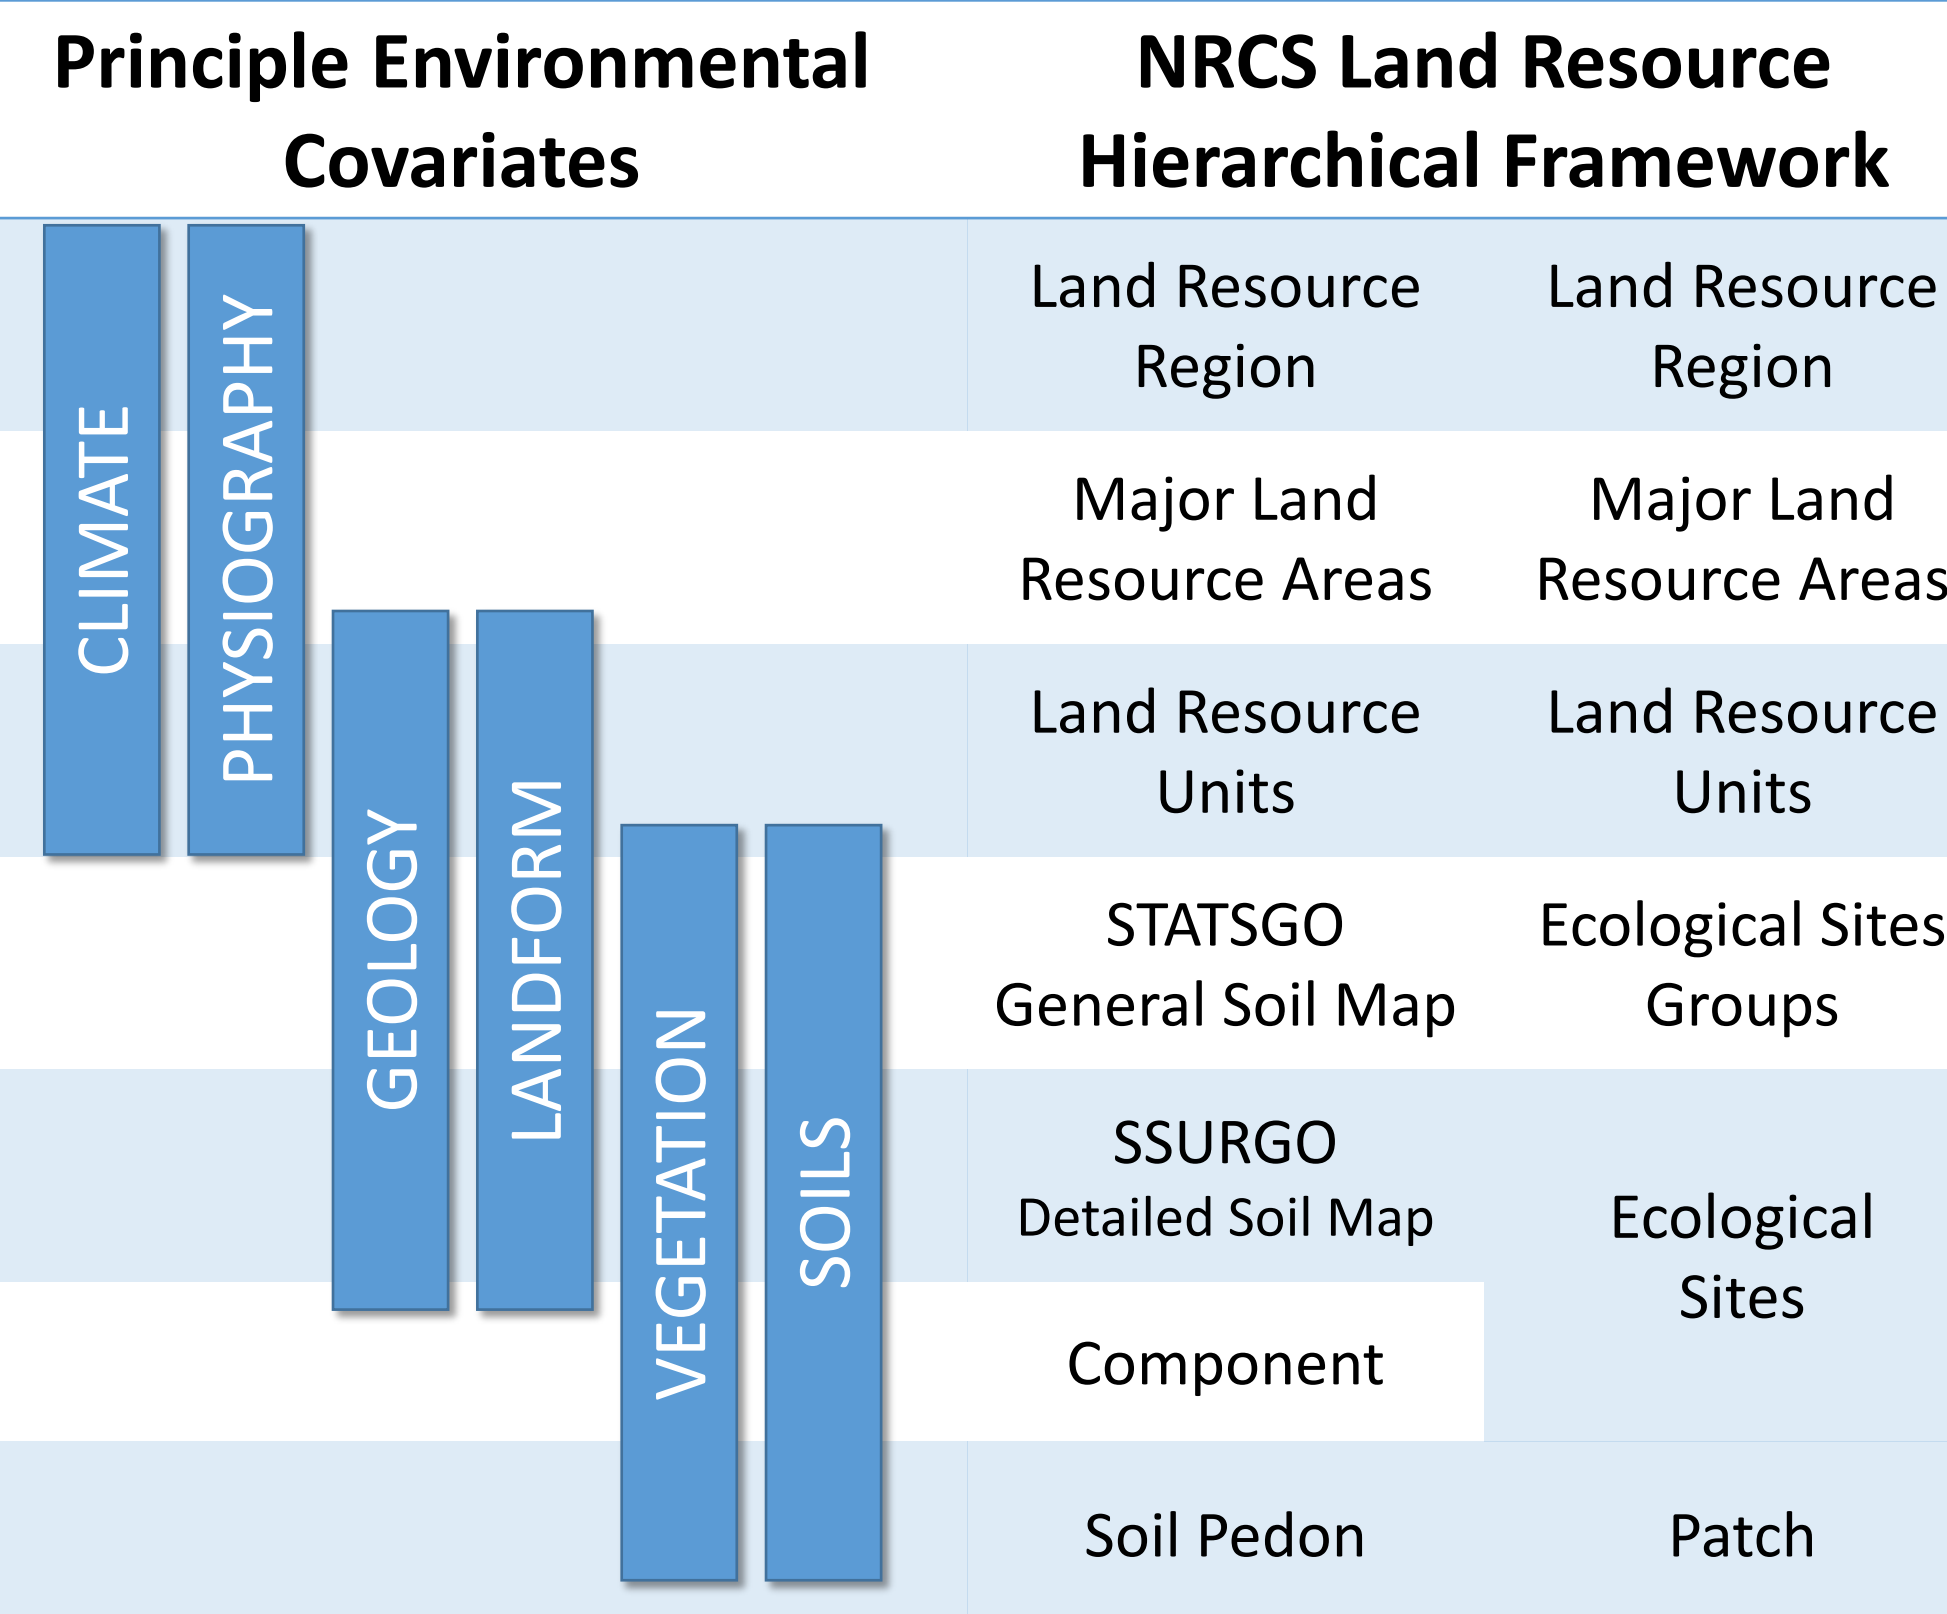 Principle Environmental
Covariates
NRCS Land Resource
Hierarchical Framework
CLIMATE
PHYSIOGRAPHY
GEOLOGY
LANDFORM
VEGETATION
SOILS
Land Resource
Region
Land Resource
Region
Major Land
Resource Areas
Major Land
Resource Areas
Land Resource
Units
Land Resource
Units
STATSGO
General Soil Map
Ecological Sites
Groups
SSURGO
Detailed Soil Map
Ecological
Sites
Component
Soil Pedon
Patch